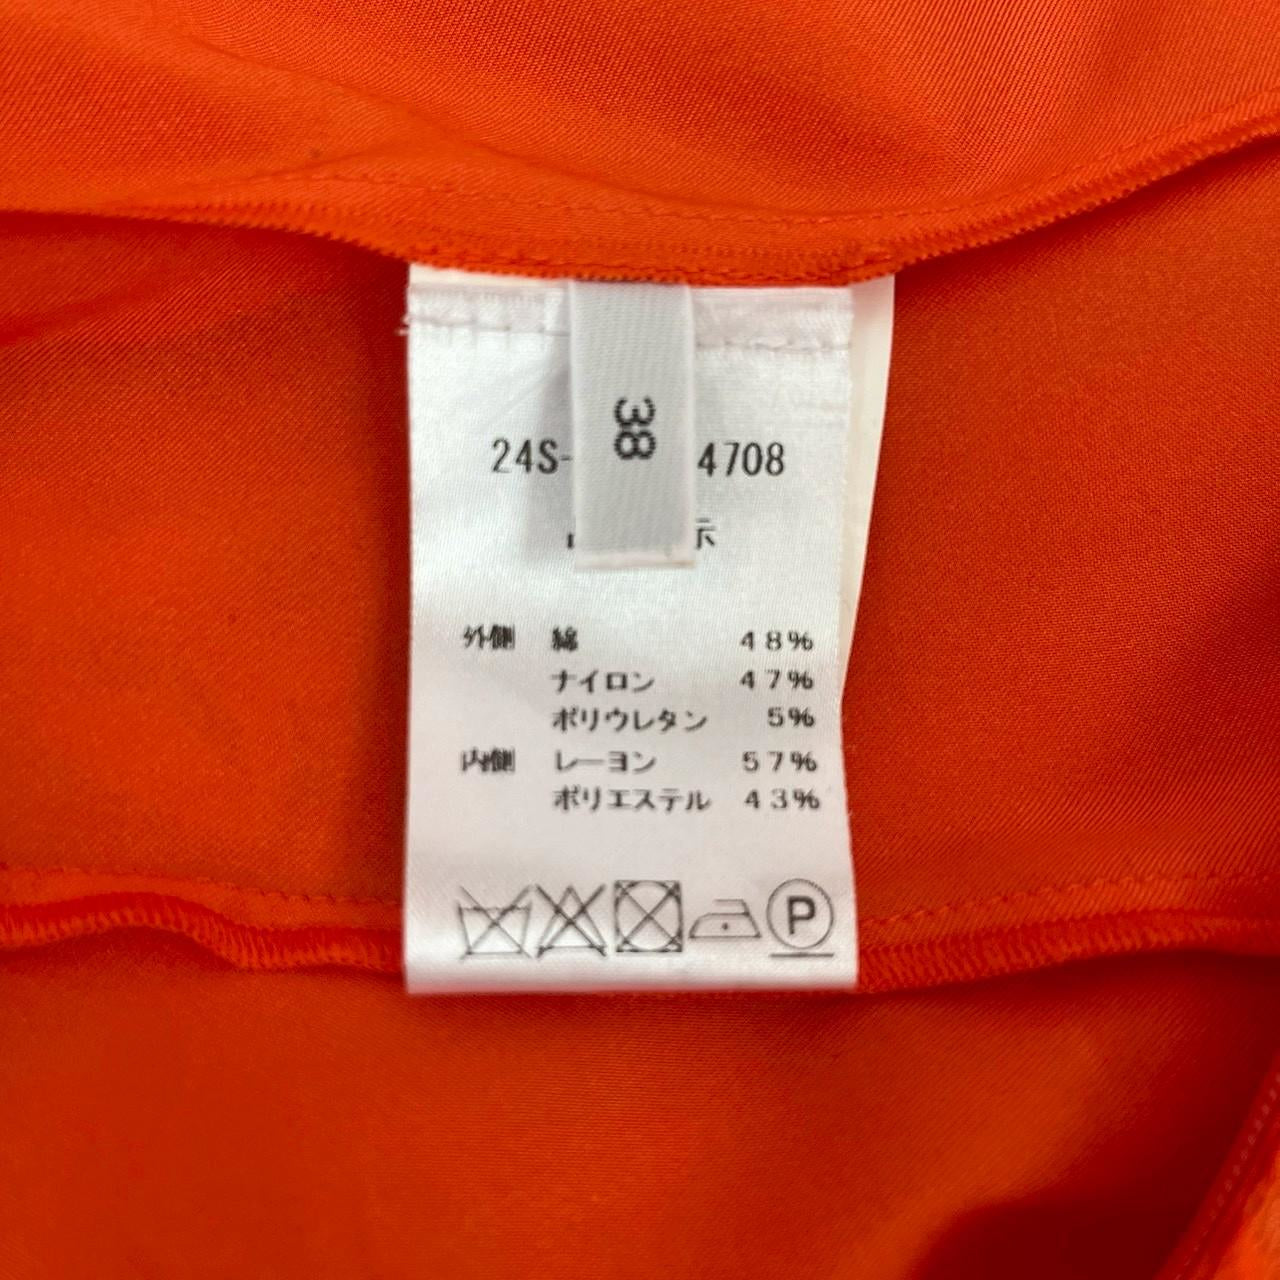 38
24S- 4708
示
外側 綿 48%
ナイロン 47%
ポリウレタン 5%
内側 レーヨン 57%
ポリエステル 43%
P